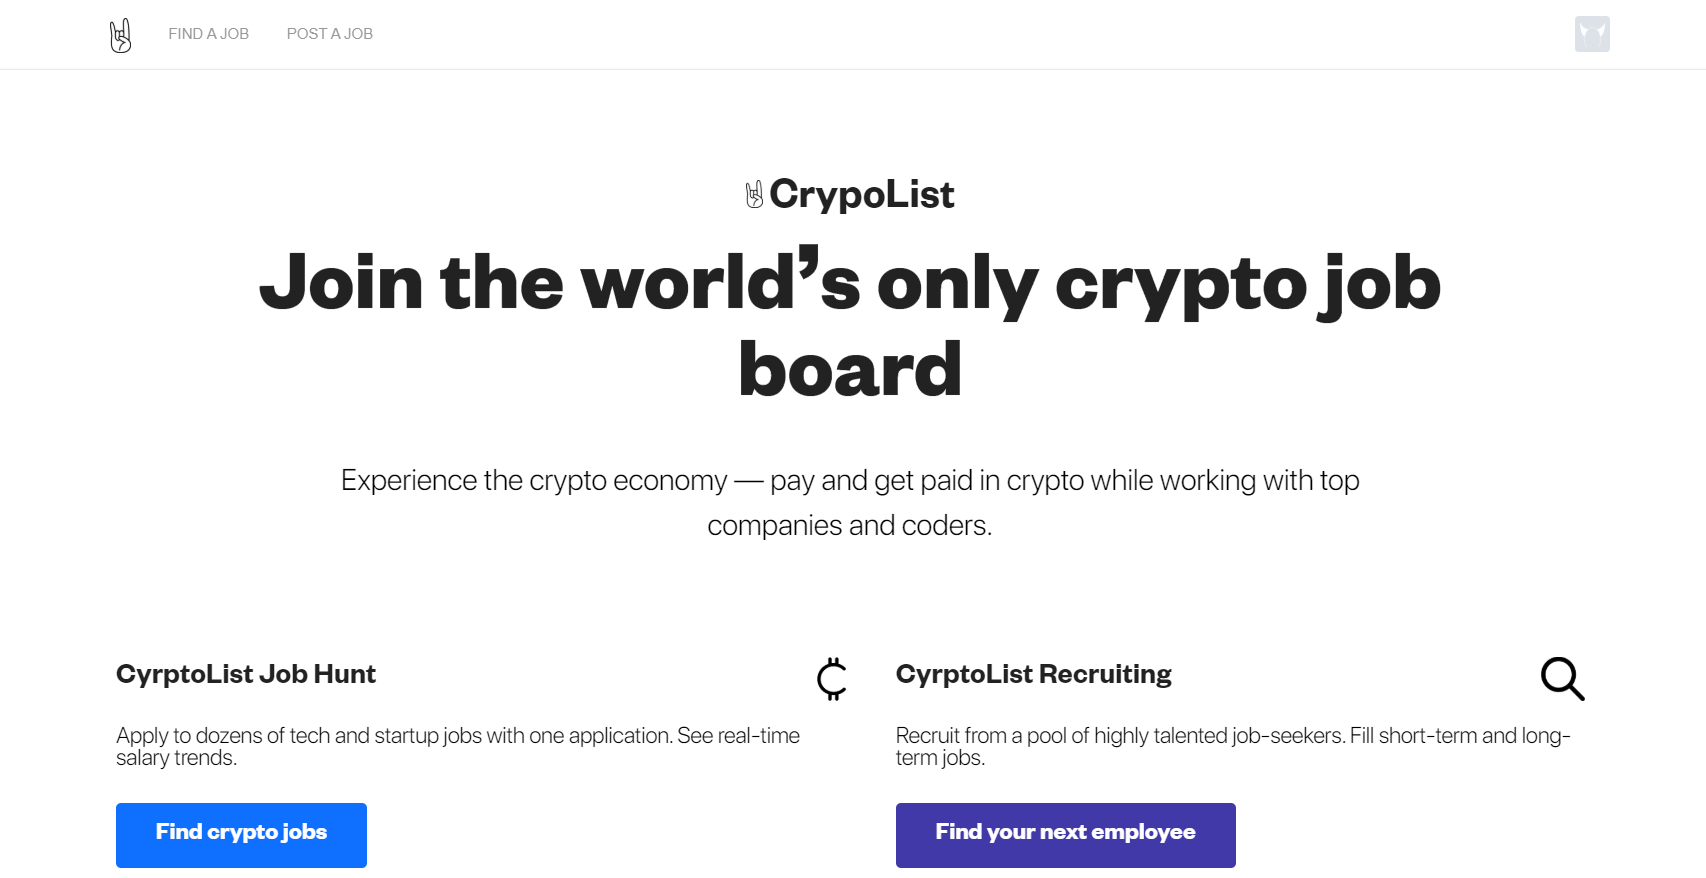 FIND A JOB
POST A JOB
CrypoList
Join the world’s only crypto job
board
Experience the crypto economy — pay and get paid in crypto while working with top
companies and coders.
CyrptoList Job Hunt
Apply to dozens of tech and startup jobs with one application. See real-time
salary trends.
Find crypto jobs
CyrptoList Recruiting
Recruit from a pool of highly talented job-seekers. Fill short-term and long-
term jobs.
Find your next employee